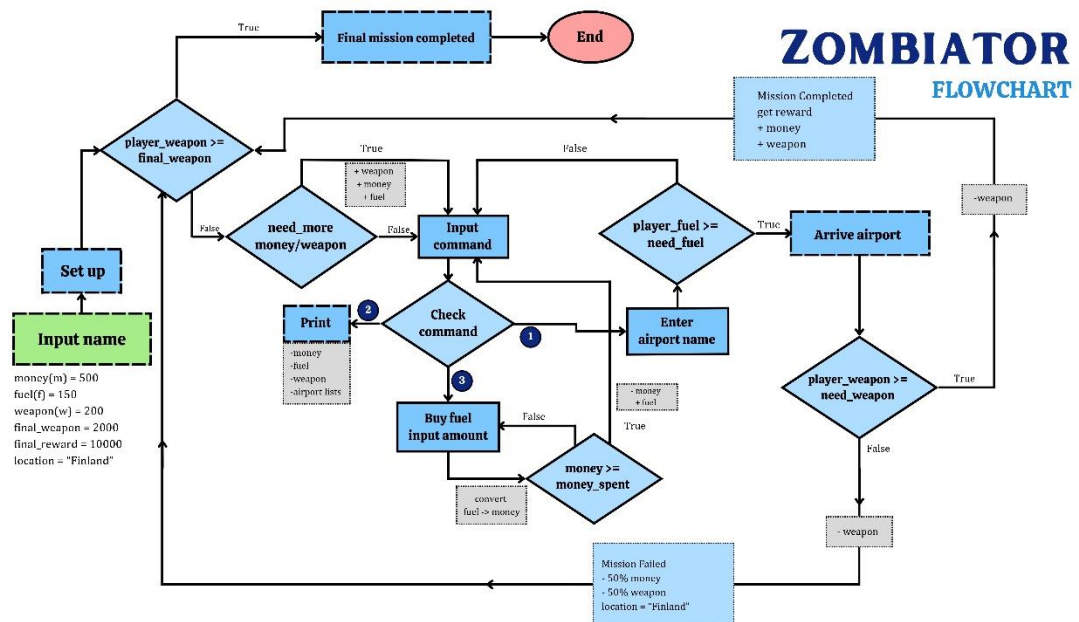 ZOMBIATOR
FLOWCHART
True
Final mission completed
End
Mission Completed
get reward
+ money
+ weapon
player_weapon >=
final_weapon
True
+ weapon
+ money
+ fuel
False
-weapon
False
need_more
money/weapon
False
Input
command
player_fuel >=
need_fuel
True
Arrive airport
Set up
Input name
money(m) = 500
fuel(f) = 150
weapon(w) = 200
final_weapon = 2000
final_reward = 10000
location = "Finland"
Print
2
Check
command
1
Enter
airport name
-money
-fuel
-weapon
-airport lists
3
player_weapon >=
need_weapon
True
- money
+ fuel
Buy fuel
input amount
False
True
False
money >=
money_spent
convert
fuel -> money
- weapon
Mission Failed
- 50% money
- 50% weapon
location = "Finland"